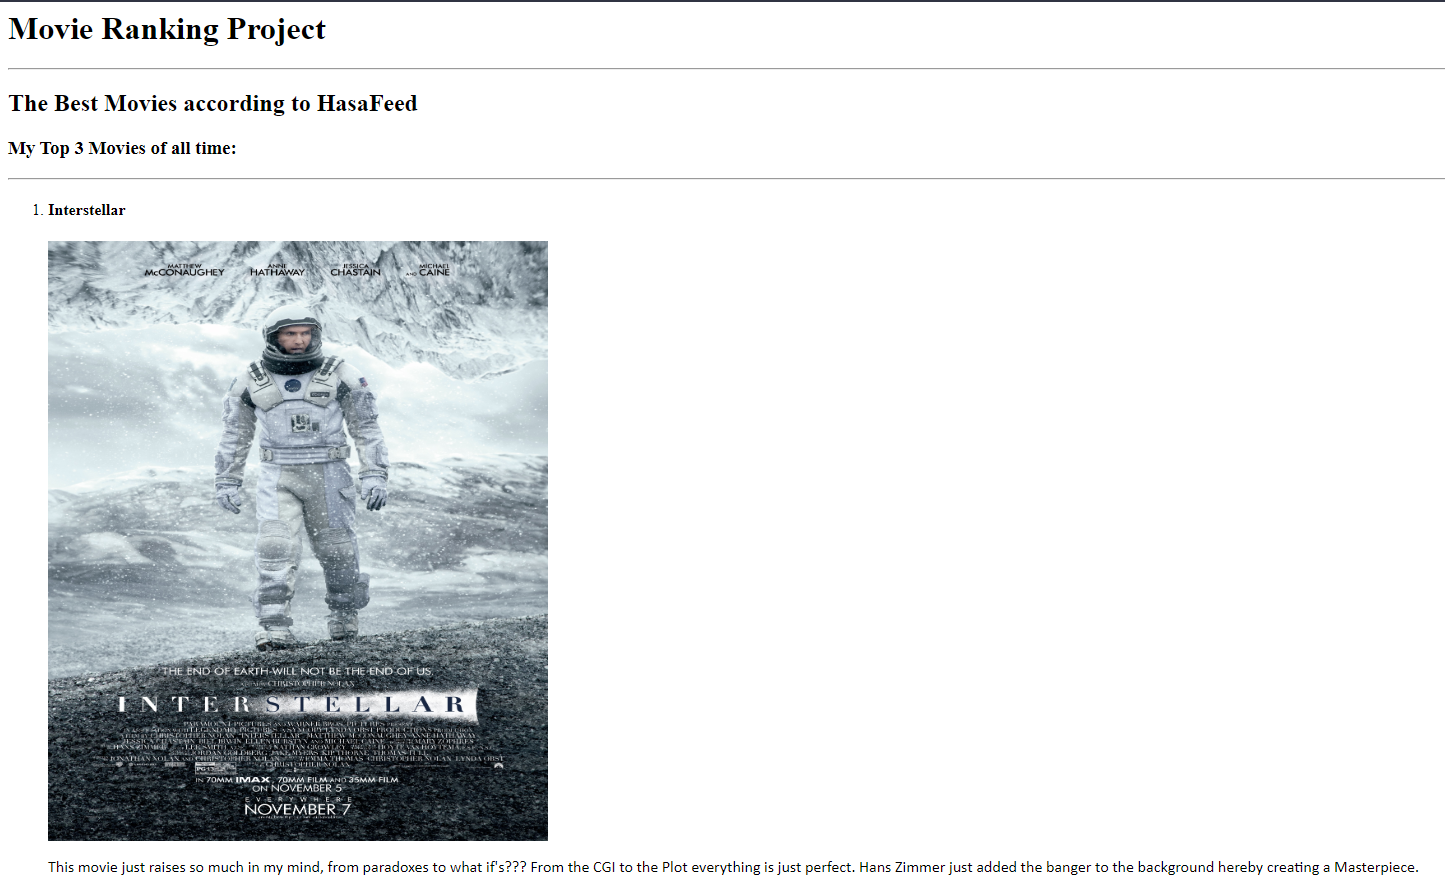 Movie Ranking Project
The Best Movies according to HasaFeed
My Top 3 Movies of all time:
1. Interstellar
MATTHEW McCONAUGHEY ANNE HATHAWAY JESSICA CHASTAIN AND MICHAEL CAINE
THE END OF EARTH WILL NOT BE THE END OF US.
CHRISTOPHER NOLAN
INTERSTELLAR
IN 70MM IMAX, 70MM FILM AND 35MM FILM
ON NOVEMBER 5
EVERYWHERE
NOVEMBER 7
This movie just raises so much in my mind, from paradoxes to what if's??? From the CGI to the Plot everything is just perfect. Hans Zimmer just added the banger to the background hereby creating a Masterpiece.